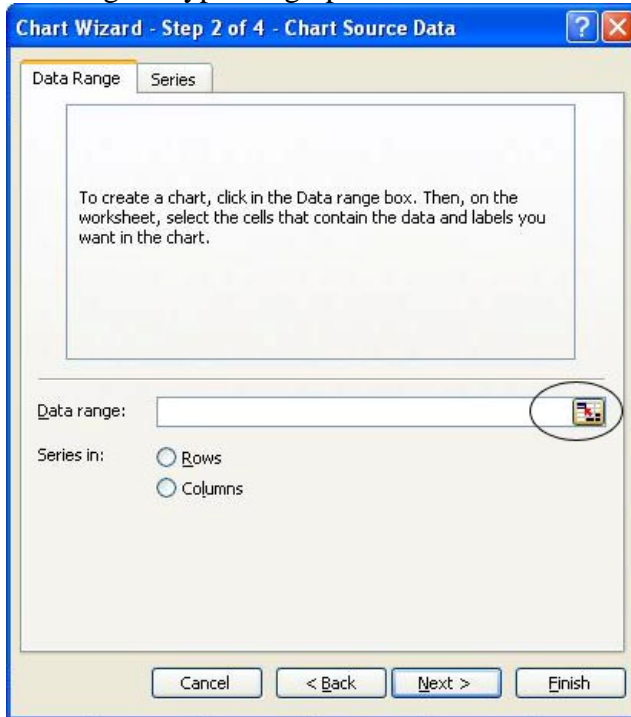 Chart Wizard - Step 2 of 4 - Chart Source Data
Data Range Series
To create a chart, click in the Data range box. Then, on the
worksheet, select the cells that contain the data and labels you
want in the chart.
Data range:
Series in:
Rows
Columns
Cancel < Back Next > Finish